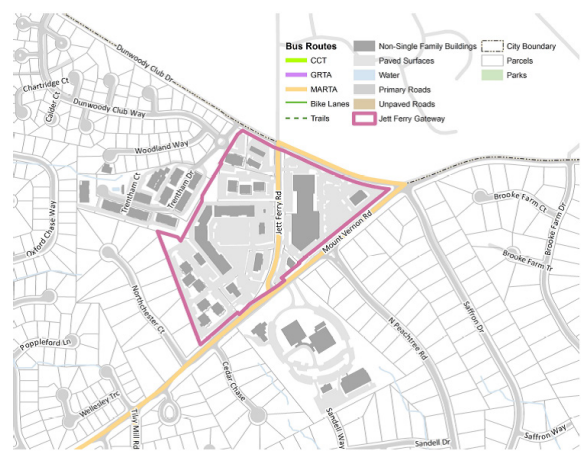 Bus Routes
CCT
GRTA
MARTA
Bike Lanes
Trails
Non-Single Family Buildings
Paved Surfaces
Water
Primary Roads
Unpaved Roads
Jett Ferry Gateway
City Boundary
Parcels
Parks
Dunwoody Club Dr
Chartridge Ct
Calder Ct
Dunwoody Club Way
Woodland Way
Trentham Ct
Trentham Dr
Oxford Chase Way
Jett Ferry Rd
Mount Vernon Rd
Brooke Farm Ct
Brooke Farm Dr
Brooke Farm Tr
Northchester Ct
Poppleford Ln
N Peachtree Rd
Saffron Dr
Cedar Chase
Wellesley Trc
Tilly Mill Rd
Sandell Way
Sandell Dr
Saffron Way